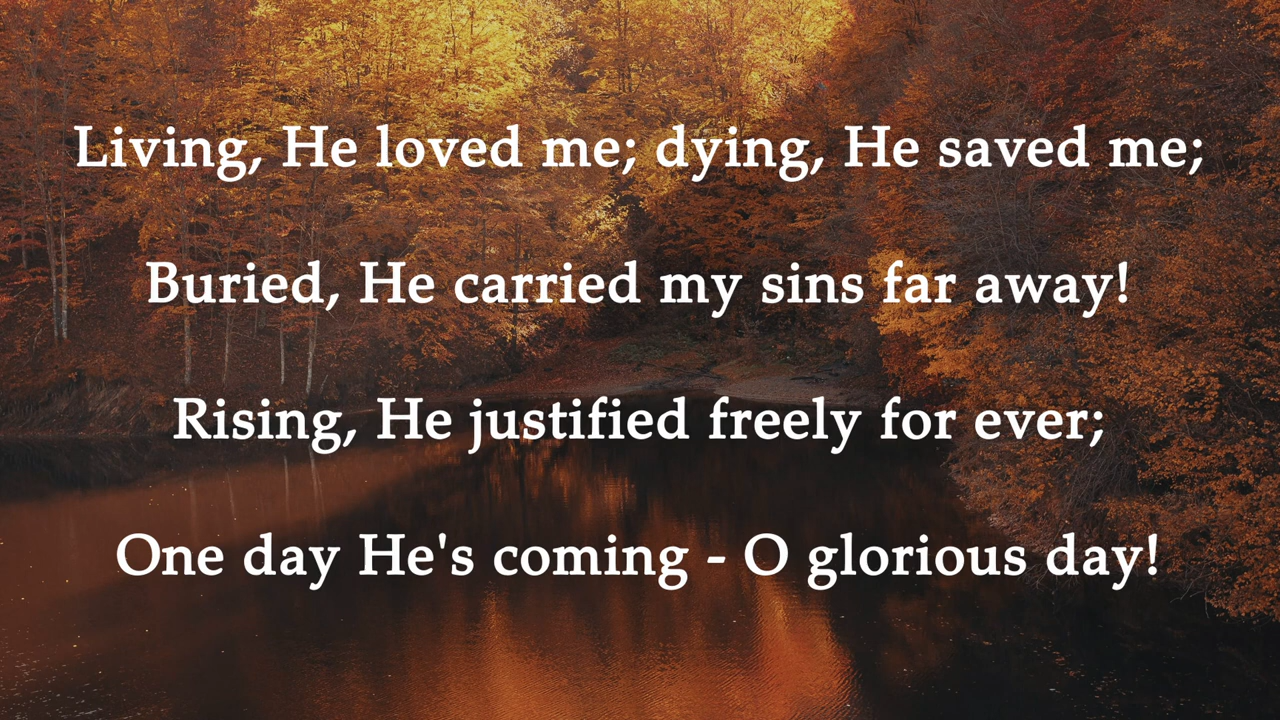 Living, He loved me; dying, He saved me;
Buried, He carried my sins far away!
Rising, He justified freely for ever;
One day He's coming - O glorious day!